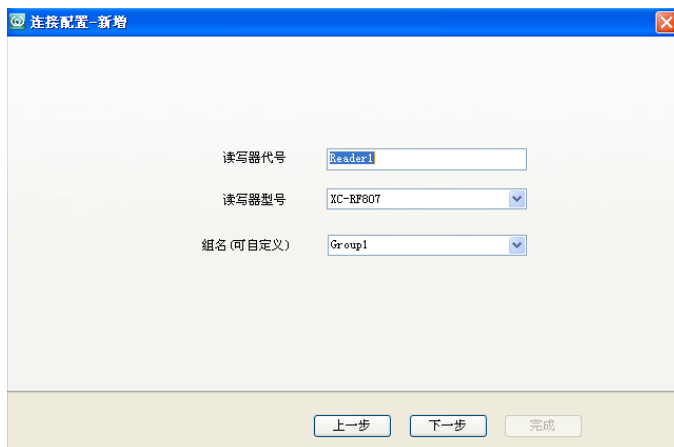 连接配置-新增
读写器代号 Reader1
读写器型号 XC-RF807
组名(可自定义) Group1
上一步 下一步 完成